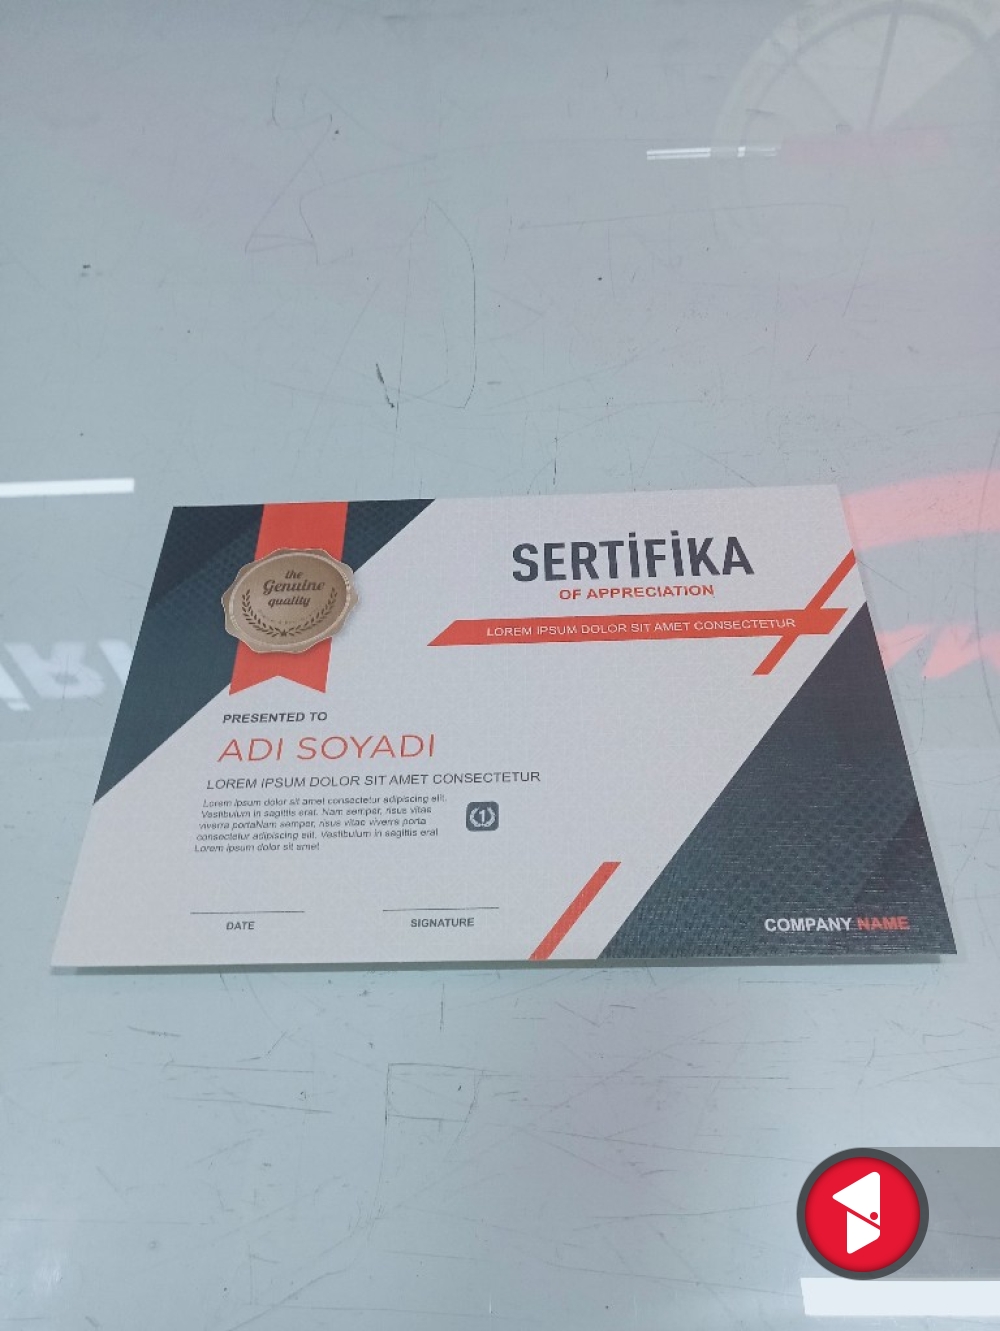 the
Genuine
quality
SERTİFİKA
OF APPRECIATION
LOREM IPSUM DOLOR SIT AMET CONSECTETUR
PRESENTED TO
ADI SOYADI
LOREM IPSUM DOLOR SIT AMET CONSECTETUR
Lorem ipsum dolor sit amet consectetur adipiscing elit.
Vastibulum in sagittis erat. Nam semper, risus vitae
viverra portaNam semper, risus vitae viverra porta
consectetur adipiscing elit. Vastibulum in sagittis erat
Lorem ipsum dolor sit amet
1
DATE
SIGNATURE
COMPANY NAME